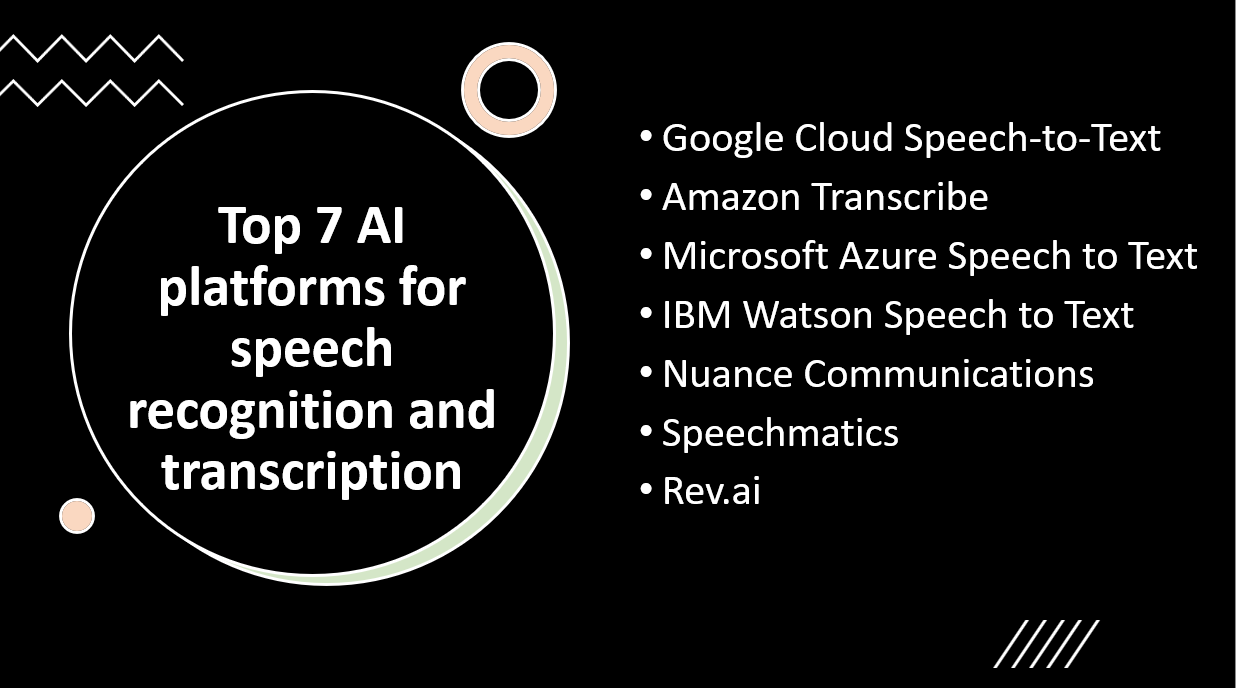 Top 7 AI
platforms for
speech
recognition and
transcription
• Google Cloud Speech-to-Text
• Amazon Transcribe
• Microsoft Azure Speech to Text
• IBM Watson Speech to Text
• Nuance Communications
• Speechmatics
• Rev.ai